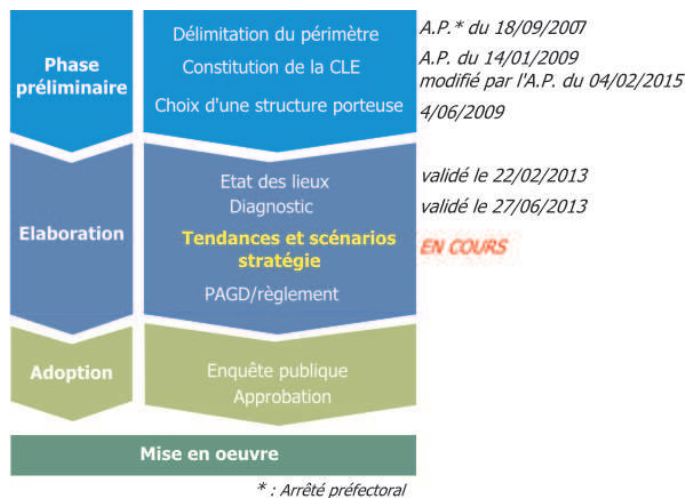 Phase
préliminaire
Délimitation du périmètre
A.P.* du 18/09/2007
Constitution de la CLE
A.P. du 14/01/2009
modifié par l'A.P. du 04/02/2015
Choix d'une structure porteuse
4/06/2009
Elaboration
Etat des lieux
validé le 22/02/2013
Diagnostic
validé le 27/06/2013
Tendances et scénarios
stratégie
EN COURS
PAGD/règlement
Adoption
Enquête publique
Approbation
Mise en oeuvre
* : Arrêté préfectoral